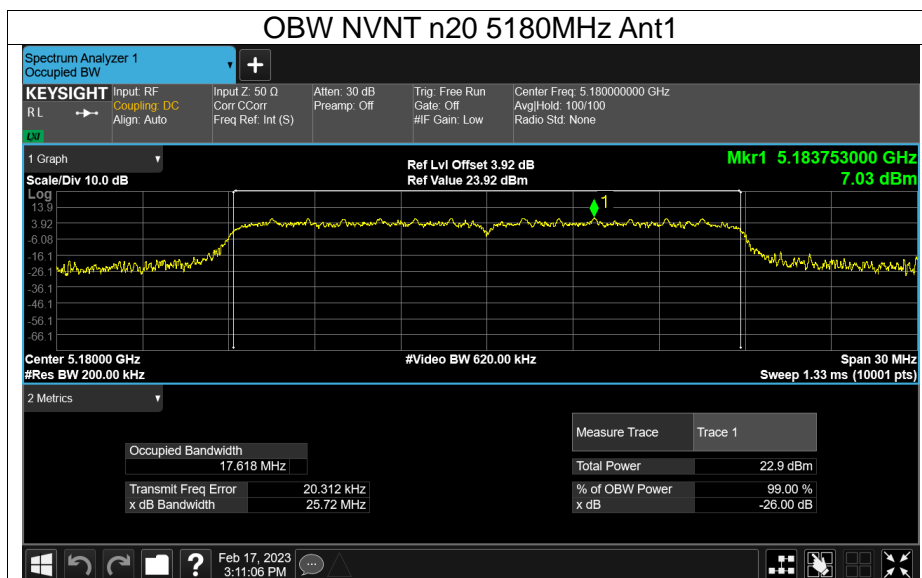 OBW NVNT n20 5180MHz Ant1
Spectrum Analyzer 1
Occupied BW
+
KEYSIGHT
R L
LXI
Input: RF
Coupling: DC
Align: Auto
Input Z: 50 Ω
Corr CCorr
Freq Ref: Int (S)
Atten: 30 dB
Preamp: Off
Trig: Free Run
Gate: Off
#IF Gain: Low
Center Freq: 5.180000000 GHz
Avg|Hold: 100/100
Radio Std: None
1 Graph
Scale/Div 10.0 dB
Ref Lvl Offset 3.92 dB
Ref Value 23.92 dBm
Mkr1 5.183753000 GHz
7.03 dBm
Log
13.9
3.92
-6.08
-16.1
-26.1
-36.1
-46.1
-56.1
-66.1
1
Center 5.18000 GHz
#Res BW 200.00 kHz
#Video BW 620.00 kHz
Span 30 MHz
Sweep 1.33 ms (10001 pts)
2 Metrics
Measure Trace Trace 1
Occupied Bandwidth
17.618 MHz
Total Power 22.9 dBm
Transmit Freq Error 20.312 kHz
% of OBW Power 99.00 %
x dB Bandwidth 25.72 MHz
x dB -26.00 dB
?
Feb 17, 2023
3:11:06 PM